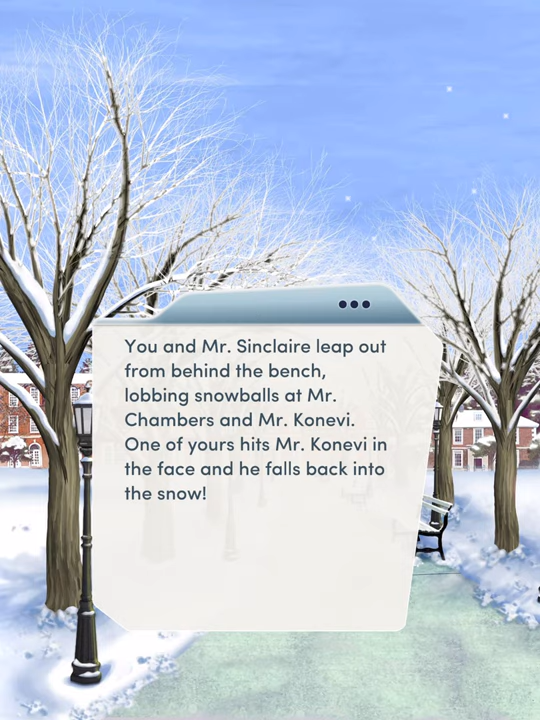 You and Mr. Sinclaire leap out
from behind the bench,
lobbing snowballs at Mr.
Chambers and Mr. Konevi.
One of yours hits Mr. Konevi in
the face and he falls back into
the snow!